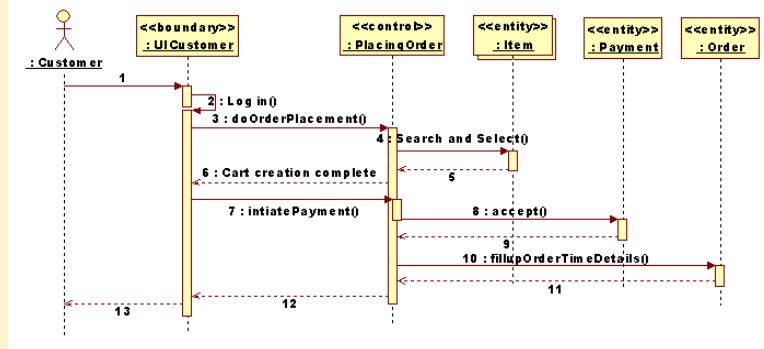 <<boundary>>
: UICustomer
<<control>>
: PlacingOrder
<<entity>>
: Item
<<entity>>
: Payment
<<entity>>
: Order
: Customer
1
2 : Log in()
3 : doOrderPlacement()
4 : Search and Select()
5
6 : Cart creation complete
7 : intiatePayment()
8 : accept()
9
10 : fillupOrderTimeDetails()
11
12
13